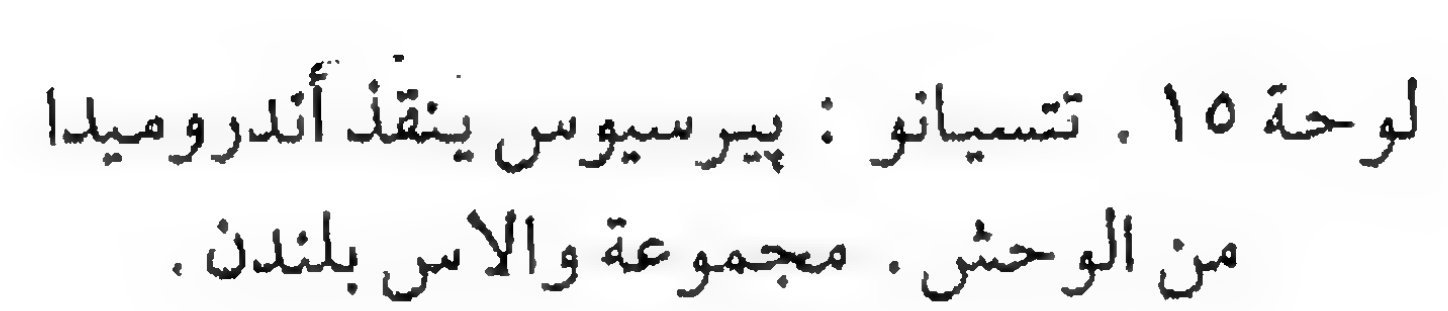 لوحة ١٥ . تتسيانو : پيرسيوس ينقذ أندروميدا
من الوحش . مجموعة والاس بلندن .